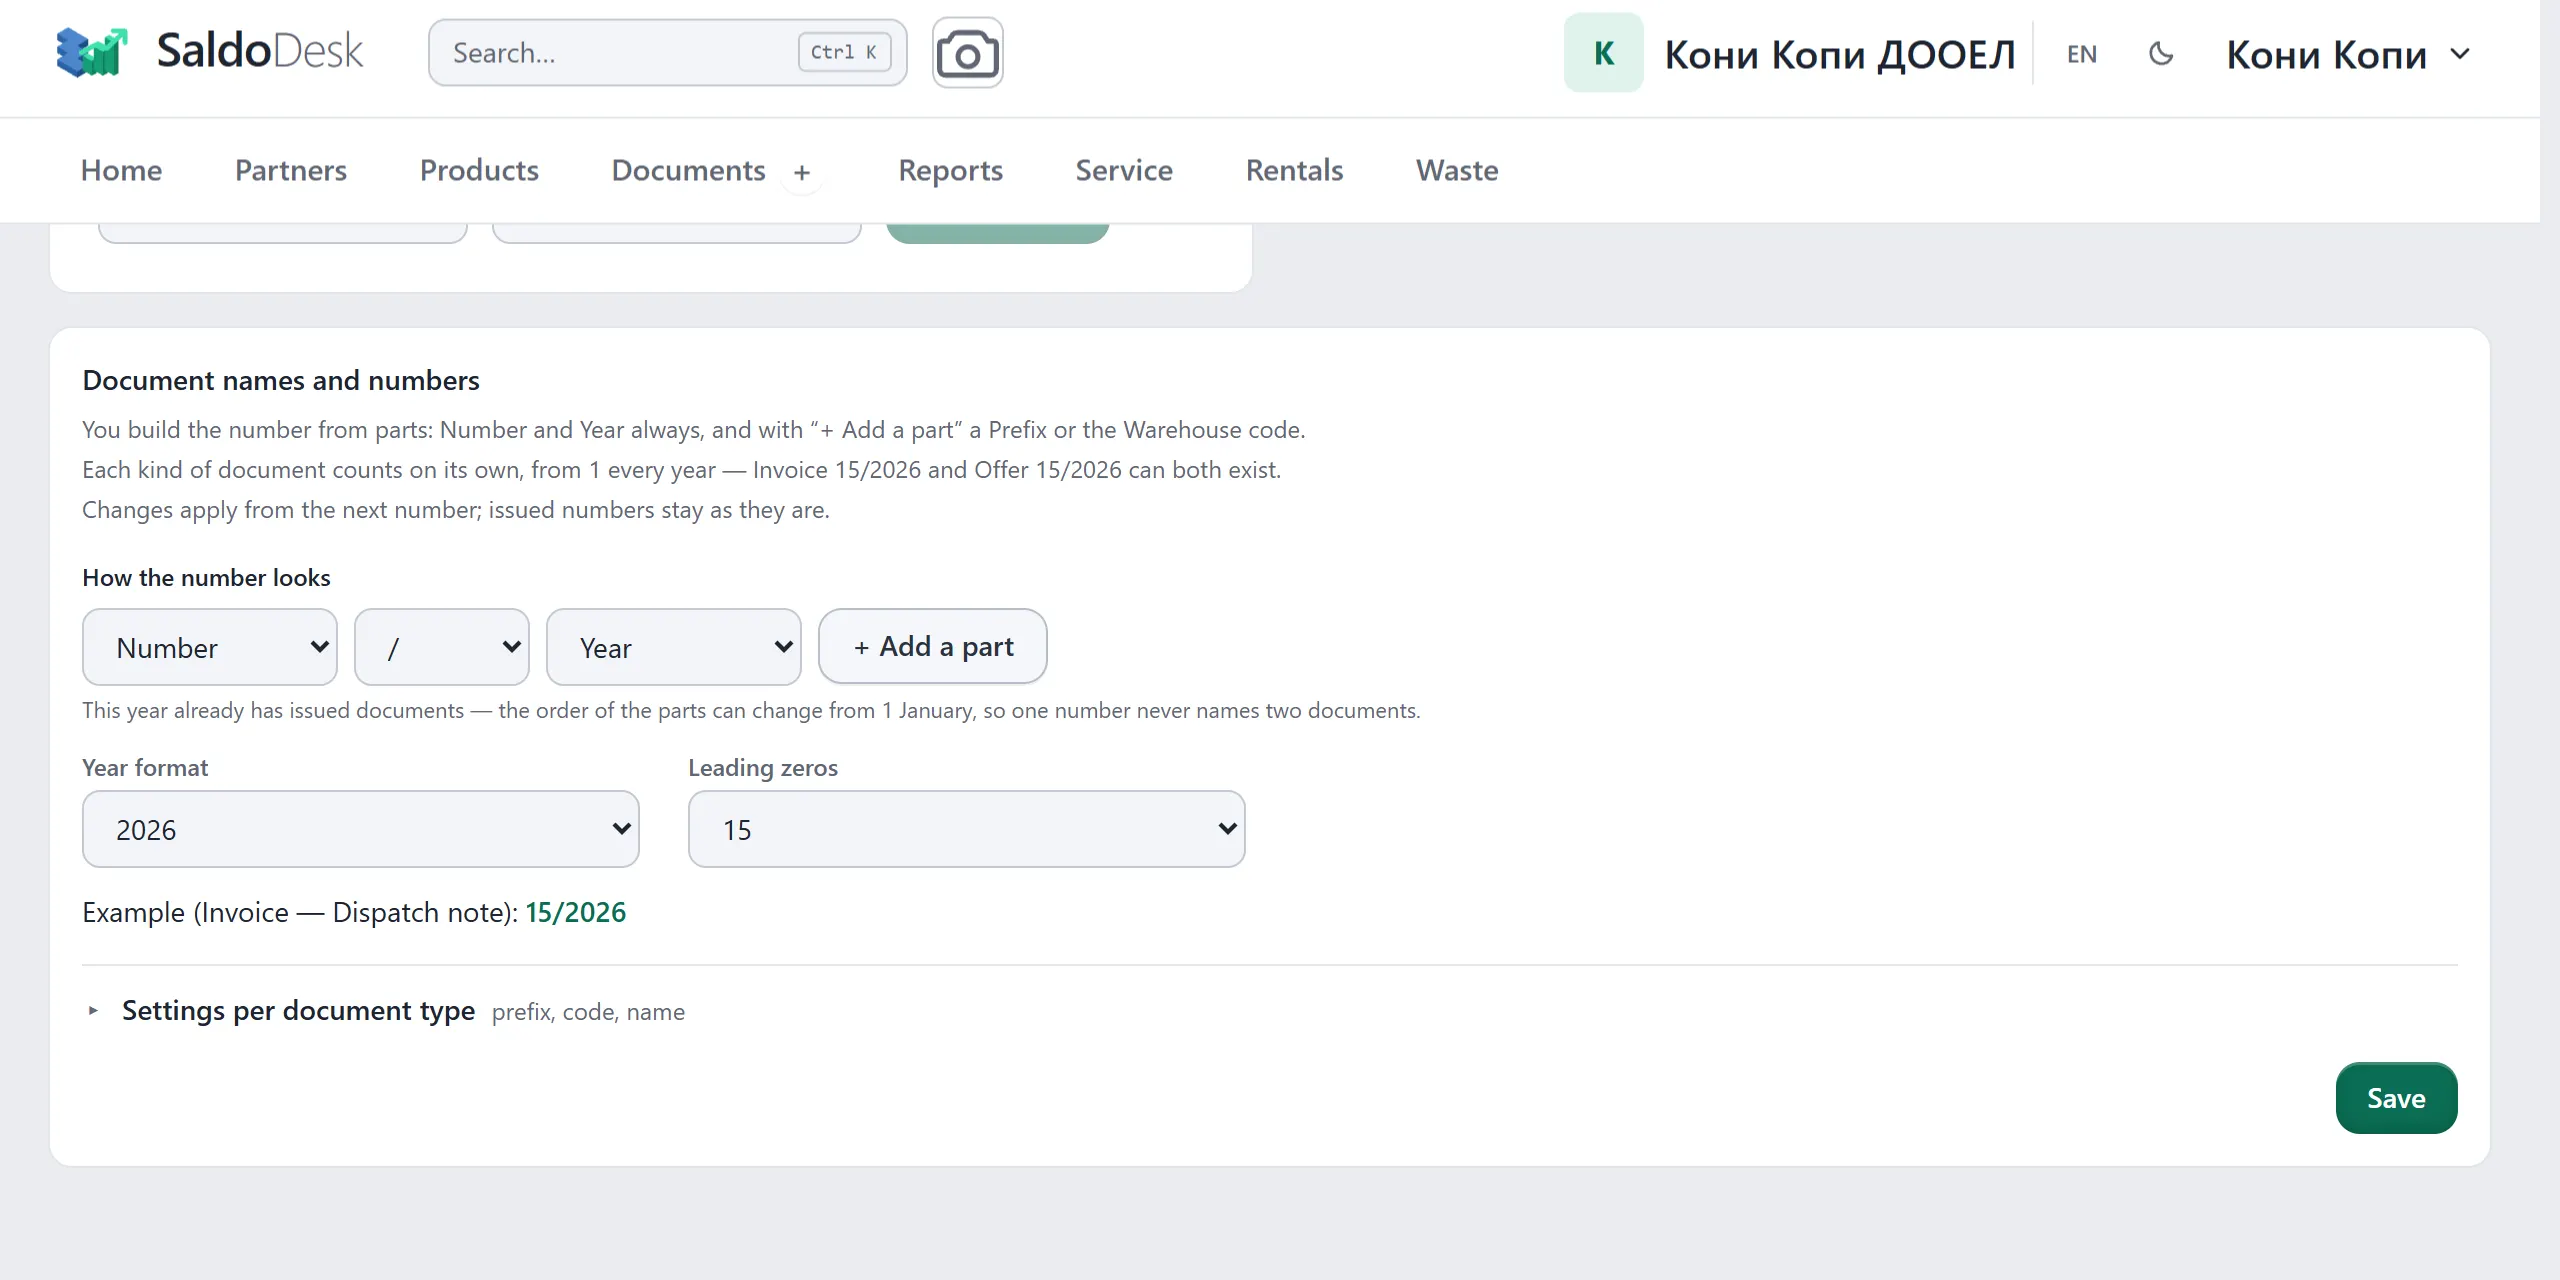 SaldoDesk
Search...
Ctrl K
K
Кони Копи ДООЕЛ
EN
Кони Копи
Home
Partners
Products
Documents +
Reports
Service
Rentals
Waste
Document names and numbers
You build the number from parts: Number and Year always, and with “+ Add a part” a Prefix or the Warehouse code.
Each kind of document counts on its own, from 1 every year — Invoice 15/2026 and Offer 15/2026 can both exist.
Changes apply from the next number; issued numbers stay as they are.
How the number looks
Number
/
Year
+ Add a part
This year already has issued documents — the order of the parts can change from 1 January, so one number never names two documents.
Year format
Leading zeros
2026
15
Example (Invoice — Dispatch note): 15/2026
Settings per document type prefix, code, name
Save